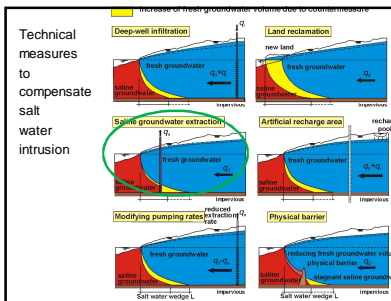 Technical
measures
to
compensate
salt
water
intrusion
increase of fresh groundwater volume due to countermeasure
Deep-well infiltration
fresh groundwater
saline
groundwater
impervious
Land reclamation
new land
fresh groundwater
saline
groundwater
impervious
Saline groundwater extraction
fresh groundwater
saline
groundwater
impervious
Artificial recharge area
pool
fresh groundwater
saline
groundwater
impervious
Modifying pumping rates
reduced
extraction
rate
fresh groundwater
saline
groundwater
impervious
Salt water wedge L
Physical barrier
reducing fresh groundwater
physical barrier
stagnant saline
saline
groundwater
impervious
Salt water wedge L